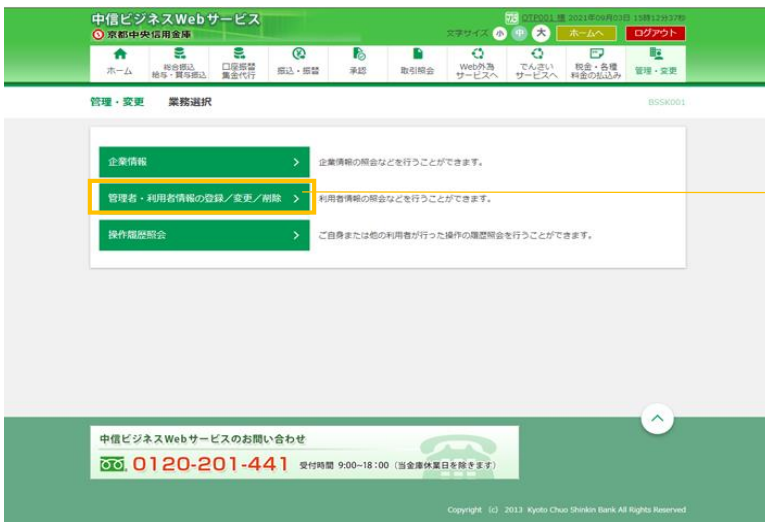 中信ビジネスWebサービス
京都中央信用金庫
OTP001 様 2021年09月03日 15時12分37秒
文字サイズ 小 中 大 ホームへ ログアウト
ホーム
総合振込
給与・賞与振込
口座振替
集金代行
振込・振替
承認
取引照会
Web外為
サービスへ
でんさい
サービスへ
税金・各種
料金の払込み
管理・変更
管理・変更 業務選択 BSSK001
企業情報 企業情報の照会などを行うことができます。
管理者・利用者情報の登録/変更/削除 利用者情報の照会などを行うことができます。
操作履歴照会 ご自身または他の利用者が行った操作の履歴照会を行うことができます。
中信ビジネスWebサービスのお問い合わせ
0120-201-441 受付時間 9:00~18:00 (当金庫休業日を除きます)
Copyright (c) 2013 Kyoto Chuo Shinkin Bank All Rights Reserved